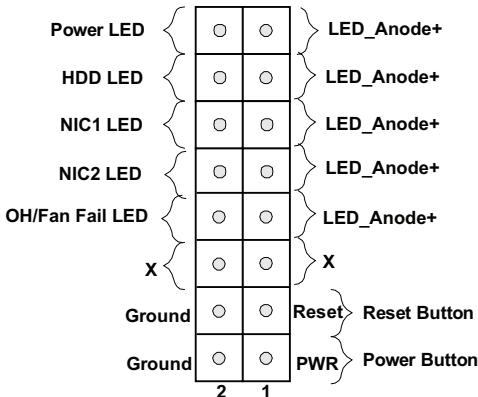 Power LED LED_Anode+
HDD LED LED_Anode+
NIC1 LED LED_Anode+
NIC2 LED LED_Anode+
OH/Fan Fail LED LED_Anode+
X X
Ground Reset Reset Button
Ground PWR Power Button
2 1